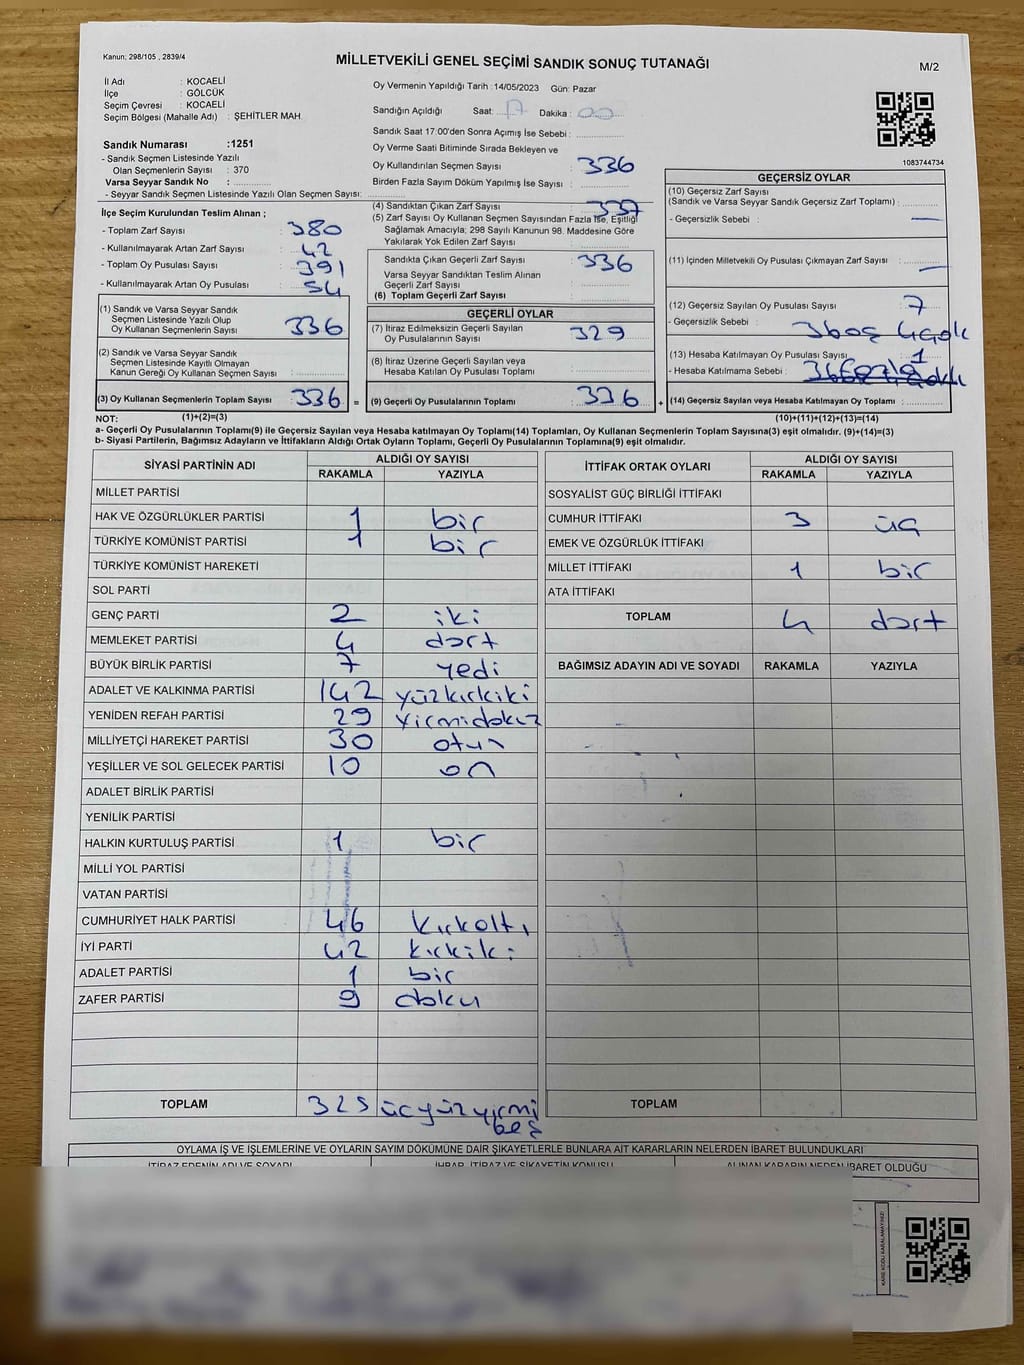 Kanun: 298/105 , 2839/4
MİLLETVEKİLİ GENEL SEÇİMİ SANDIK SONUÇ TUTANAĞI
M/2
İl Adı : KOCAELİ
İlçe : GÖLCÜK
Seçim Çevresi : KOCAELİ
Seçim Bölgesi (Mahalle Adı) : ŞEHİTLER MAH.
Sandık Numarası :1251
- Sandık Seçmen Listesinde Yazılı
Olan Seçmenlerin Sayısı : 370
Varsa Seyyar Sandık No :
- Seyyar Sandık Seçmen Listesinde Yazılı Olan Seçmen Sayısı:
Oy Vermenin Yapıldığı Tarih :14/05/2023 Gün: Pazar
Sandığın Açıldığı Saat: 17 Dakika : 00
Sandık Saat 17:00'den Sonra Açımış İse Sebebi :
Oy Verme Saati Bitiminde Sırada Bekleyen ve
Oy Kullandırılan Seçmen Sayısı : 336
Birden Fazla Sayım Döküm Yapılmış İse Sayısı :
1083744734
İlçe Seçim Kurulundan Teslim Alınan ;
- Toplam Zarf Sayısı : 380
- Kullanılmayarak Artan Zarf Sayısı : 42
- Toplam Oy Pusulası Sayısı : 391
- Kullanılmayarak Artan Oy Pusulası : 54
(4) Sandıktan Çıkan Zarf Sayısı : 337
(5) Zarf Sayısı Oy Kullanan Seçmen Sayısından Fazla İse, Eşitliği
Sağlamak Amacıyla; 298 Sayılı Kanunun 98. Maddesine Göre
Yakılarak Yok Edilen Zarf Sayısı :
Sandıkta Çıkan Geçerli Zarf Sayısı : 336
Varsa Seyyar Sandıktan Teslim Alınan
Geçerli Zarf Sayısı :
(6) Toplam Geçerli Zarf Sayısı :
GEÇERSİZ OYLAR
(10) Geçersiz Zarf Sayısı
(Sandık ve Varsa Seyyar Sandık Geçersiz Zarf Toplamı) :
- Geçersizlik Sebebi : —
(11) İçinden Milletvekili Oy Pusulası Çıkmayan Zarf Sayısı : —
(12) Geçersiz Sayılan Oy Pusulası Sayısı : 7
- Geçersizlik Sebebi : 3boş
(13) Hesaba Katılmayan Oy Pusulası Sayısı : 1
- Hesaba Katılmama Sebebi :
(14) Geçersiz Sayılan veya Hesaba katılmayan Oy Toplamı :
(1) Sandık ve Varsa Seyyar Sandık
Seçmen Listesinde Yazılı Olup
Oy Kullanan Seçmenlerin Sayısı : 336
(2) Sandık ve Varsa Seyyar Sandık
Seçmen Listesinde Kayıtlı Olmayan
Kanun Gereği Oy Kullanan Seçmen Sayısı :
(3) Oy Kullanan Seçmenlerin Toplam Sayısı : 336 =
GEÇERLİ OYLAR
(7) İtiraz Edilmeksizin Geçerli Sayılan
Oy Pusulalarının Sayısı : 329
(8) İtiraz Üzerine Geçerli Sayılan veya
Hesaba Katılan Oy Pusulası Toplamı :
(9) Geçerli Oy Pusulalarının Toplamı : 336 +
NOT: (1)+(2)=(3) (10)+(11)+(12)+(13)=(14)
a- Geçerli Oy Pusulasının Toplamı(9) ile Geçersiz Sayılan veya Hesaba katılmayan Oy Toplamı(14) Toplamları, Oy Kullanan Seçmenlerin Toplam Sayısına(3) eşit olmalıdır. (9)+(14)=(3)
b- Siyasi Partilerin, Bağımsız Adayların ve İttifakların Aldığı Ortak Oyların Toplamı, Geçerli Oy Pusulalarının Toplamına(9) eşit olmalıdır.
SİYASİ PARTİNİN ADI ALDIĞI OY SAYISI
RAKAMLA YAZIYLA
MİLLET PARTİSİ
HAK VE ÖZGÜRLÜKLER PARTİSİ 1 bir
TÜRKİYE KOMÜNİST PARTİSİ 1 bir
TÜRKİYE KOMÜNİST HAREKETİ
SOL PARTİ
GENÇ PARTİ 2 iki
MEMLEKET PARTİSİ 4 dört
BÜYÜK BİRLİK PARTİSİ 7 yedi
ADALET VE KALKINMA PARTİSİ 142 yüzkırkiki
YENİDEN REFAH PARTİSİ 29 yirmidokuz
MİLLİYETÇİ HAREKET PARTİSİ 30 otuz
YEŞİLLER VE SOL GELECEK PARTİSİ 10 on
ADALET BİRLİK PARTİSİ
YENİLİK PARTİSİ
HALKIN KURTULUŞ PARTİSİ 1 bir
MİLLİ YOL PARTİSİ
VATAN PARTİSİ
CUMHURİYET HALK PARTİSİ 46 kırkaltı
İYİ PARTİ 42 kırkiki
ADALET PARTİSİ 1 bir
ZAFER PARTİSİ 9 doku
TOPLAM 325 üçyüzyirmi
beş
İTTİFAK ORTAK OYLARI ALDIĞI OY SAYISI
RAKAMLA YAZIYLA
SOSYALİST GÜÇ BİRLİĞİ İTTİFAKI
CUMHUR İTTİFAKI 3 üç
EMEK VE ÖZGÜRLÜK İTTİFAKI
MİLLET İTTİFAKI 1 bir
ATA İTTİFAKI
TOPLAM 4 dört
BAĞIMSIZ ADAYIN ADI VE SOYADI RAKAMLA YAZIYLA
TOPLAM
OYLAMA İŞ VE İŞLEMLERİNE VE OYLARIN SAYIM DÖKÜMÜNE DAİR ŞİKAYETLERLE BUNLARA AİT KARARLARIN NELERDEN İBARET BULUNDUKLARI
İTİRAZ EDENİN ADI VE SOYADI İHBAR, İTİRAZ VE ŞİKAYETİN KONUSU ALINAN KARARIN NEDEN İBARET OLDUĞU
KARE KODU KARALAMAYINIZ!